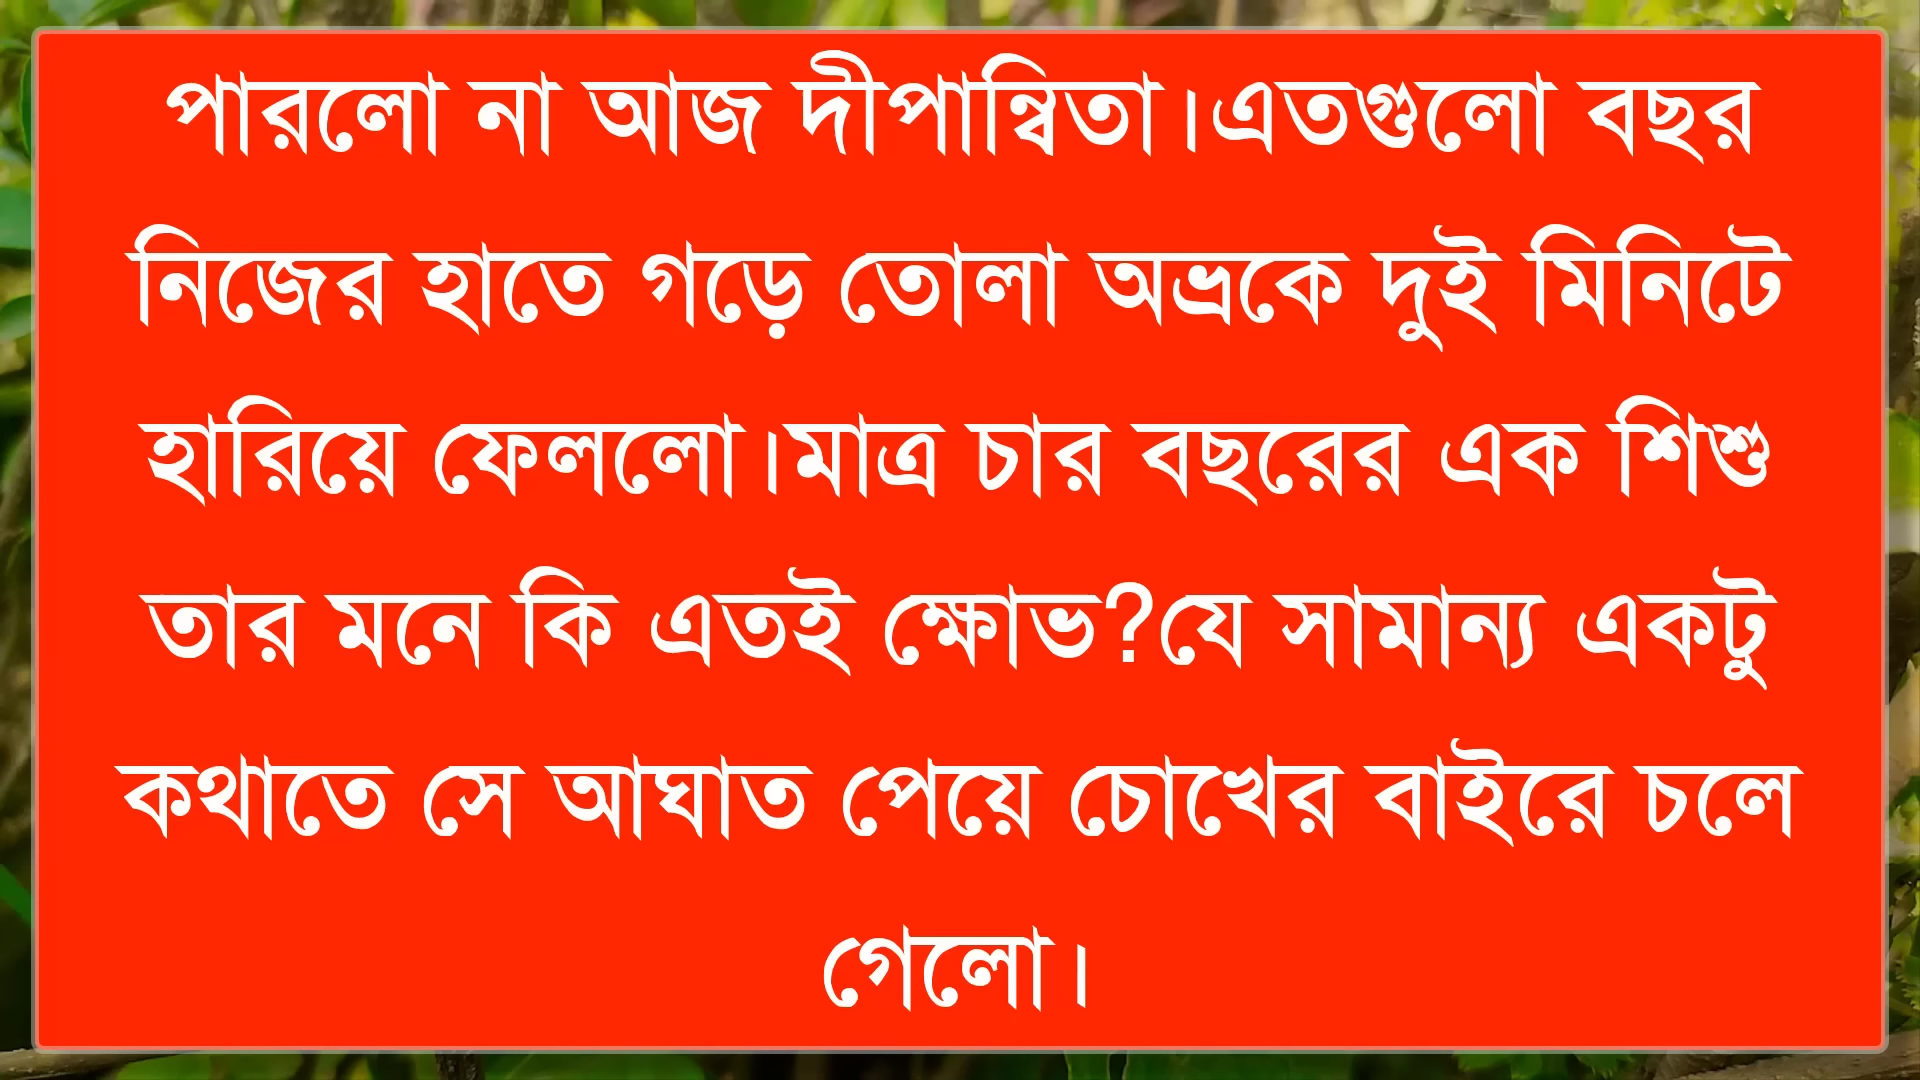 পারলো না আজ দীপান্বিতা।এতগুলো বছর
নিজের হাতে গড়ে তোলা অভ্রকে দুই মিনিটে
হারিয়ে ফেললো।মাত্র চার বছরের এক শিশু
তার মনে কি এতই ক্ষোভ?যে সামান্য একটু
কথাতে সে আঘাত পেয়ে চোখের বাইরে চলে
গেলো।